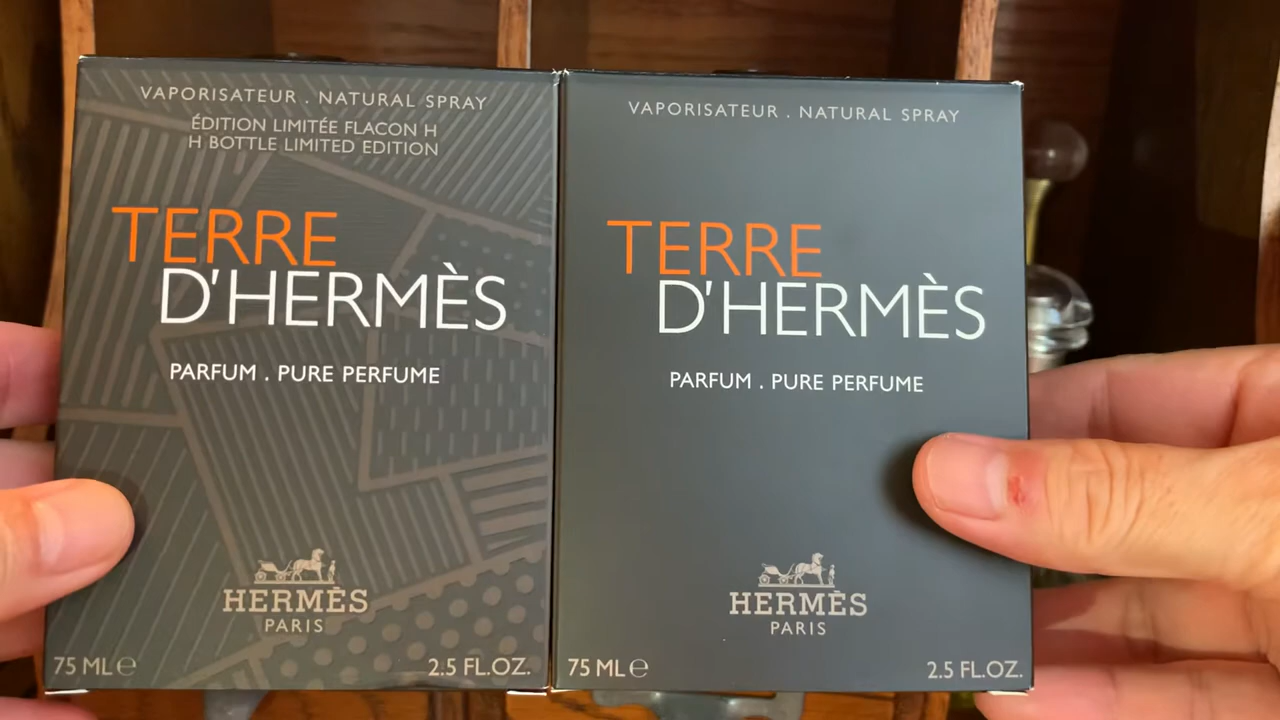 VAPORISATEUR . NATURAL SPRAY
ÉDITION LIMITÉE FLACON H
H BOTTLE LIMITED EDITION
TERRE
D'HERMÈS
PARFUM . PURE PERFUME
HERMÈS
PARIS
75 ML ℮ 2.5 FL.OZ.
VAPORISATEUR . NATURAL SPRAY
TERRE
D'HERMÈS
PARFUM . PURE PERFUME
HERMÈS
PARIS
75 ML ℮ 2.5 FL.OZ.